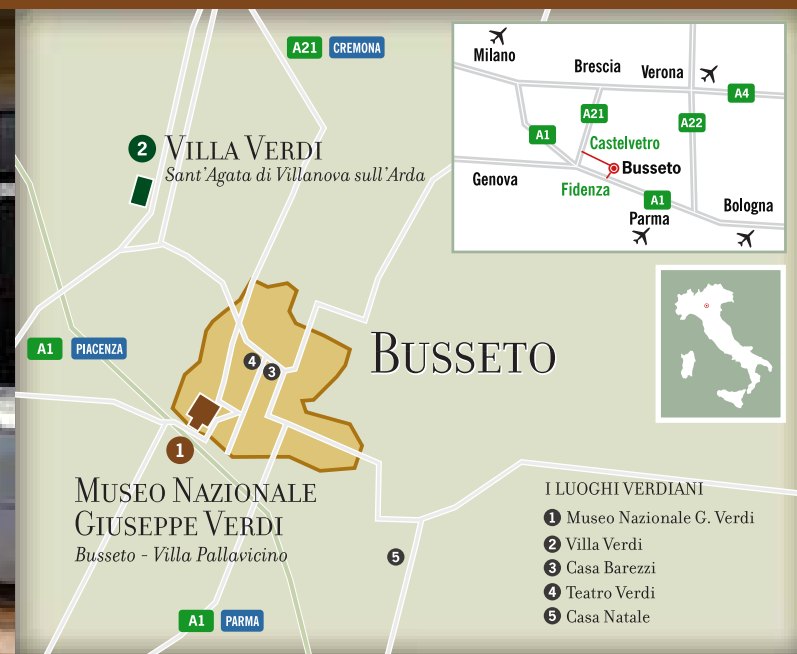 A21 CREMONA
2 VILLA VERDI
Sant'Agata di Villanova sull'Arda
Milano
Brescia
Verona
A4
A21
A22
A1
Castelvetro
Busseto
Genova
Fidenza
A1
Parma
Bologna
A1 PIACENZA
BUSSETO
4
3
1
MUSEO NAZIONALE
GIUSEPPE VERDI
Busseto - Villa Pallavicino
5
A1 PARMA
I LUOGHI VERDIANI
1 Museo Nazionale G. Verdi
2 Villa Verdi
3 Casa Barezzi
4 Teatro Verdi
5 Casa Natale